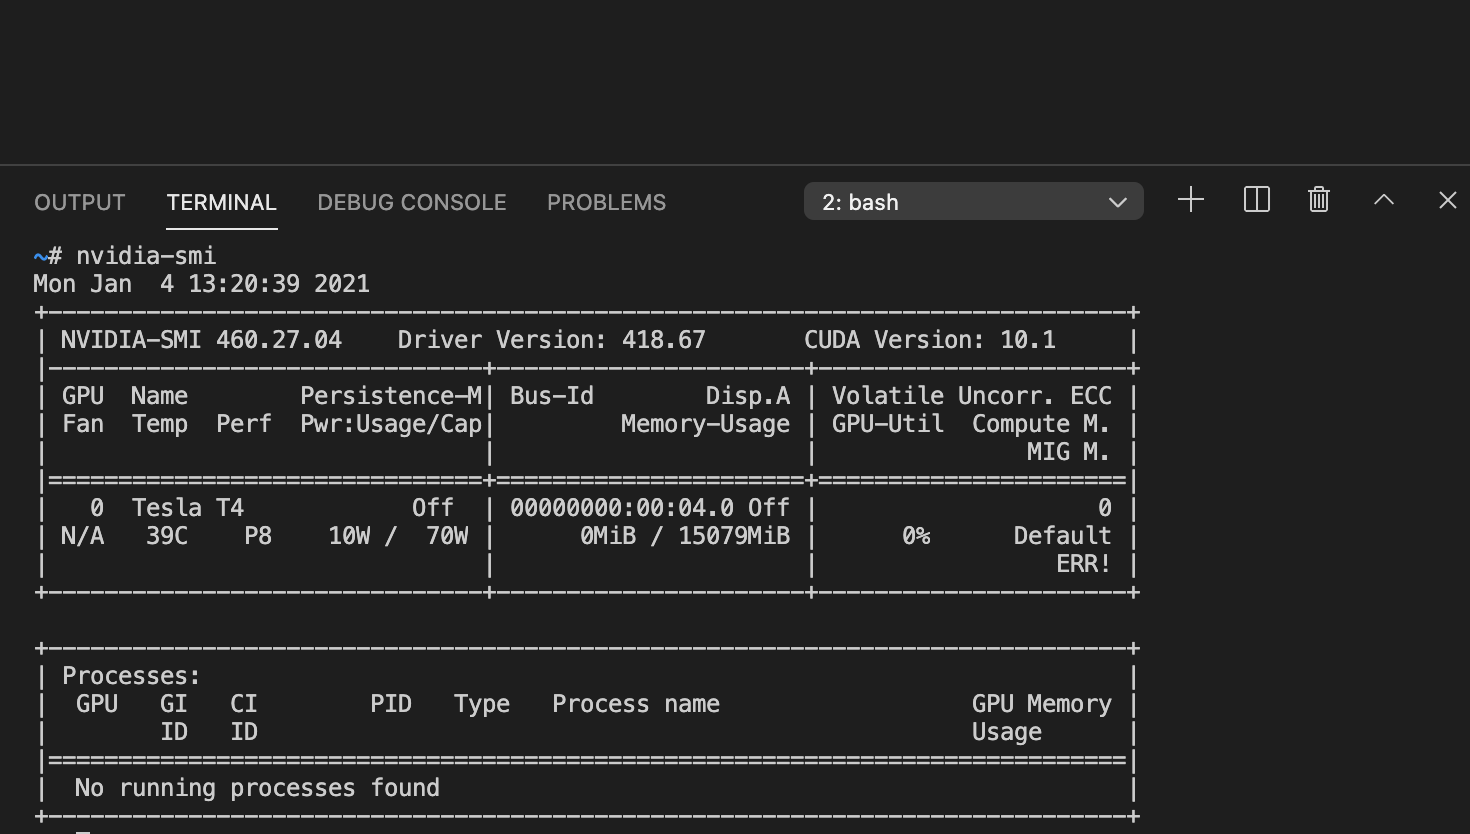 OUTPUT TERMINAL DEBUG CONSOLE PROBLEMS 2: bash
~# nvidia-smi
Mon Jan  4 13:20:39 2021
+-----------------------------------------------------------------------------+
| NVIDIA-SMI 460.27.04    Driver Version: 418.67       CUDA Version: 10.1     |
|-------------------------------+----------------------+----------------------+
| GPU  Name        Persistence-M| Bus-Id        Disp.A | Volatile Uncorr. ECC |
| Fan  Temp  Perf  Pwr:Usage/Cap|         Memory-Usage | GPU-Util  Compute M. |
|                               |                      |               MIG M. |
|===============================+======================+======================|
|   0  Tesla T4            Off  | 00000000:00:04.0 Off |                    0 |
| N/A   39C    P8    10W /  70W |      0MiB / 15079MiB |      0%      Default |
|                               |                      |                 ERR! |
+-------------------------------+----------------------+----------------------+

+-----------------------------------------------------------------------------+
| Processes:                                                                  |
|  GPU   GI   CI        PID   Type   Process name                  GPU Memory |
|        ID   ID                                                   Usage      |
|=============================================================================|
|  No running processes found                                                 |
+-----------------------------------------------------------------------------+